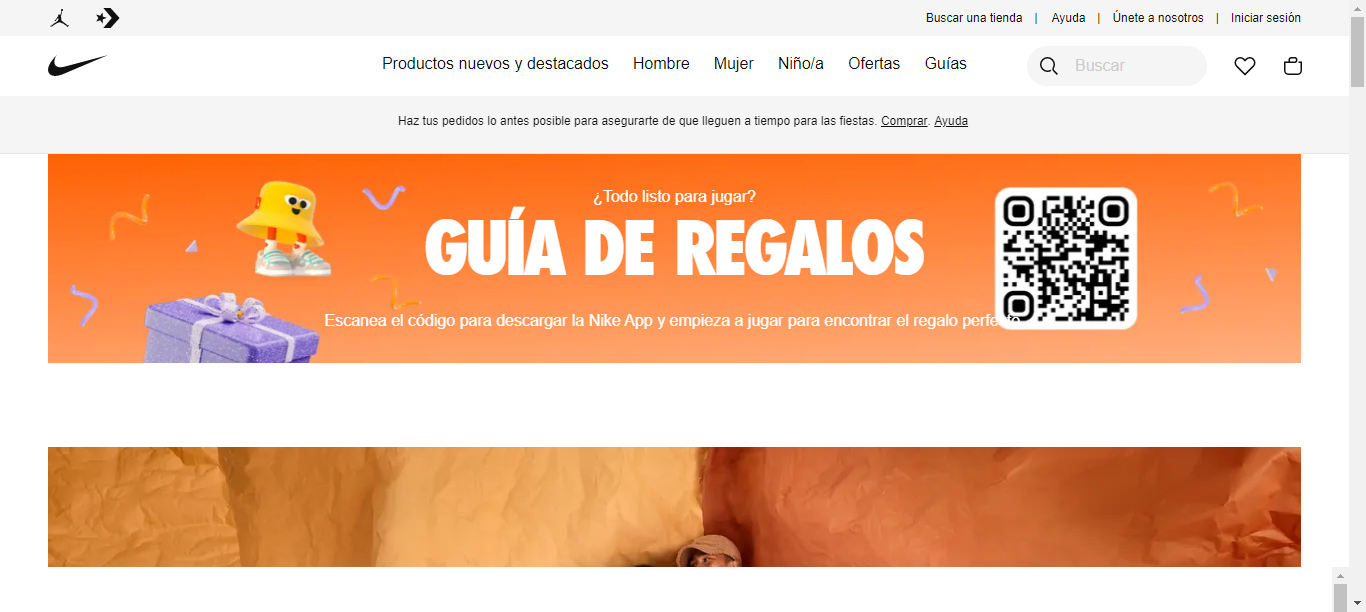 Buscar una tienda | Ayuda | Únete a nosotros | Iniciar sesión
Productos nuevos y destacados Hombre Mujer Niño/a Ofertas Guías Buscar
Haz tus pedidos lo antes posible para asegurarte de que lleguen a tiempo para las fiestas. Comprar. Ayuda
¿Todo listo para jugar?
GUÍA DE REGALOS
Escanea el código para descargar la Nike App y empieza a jugar para encontrar el regalo perfecto